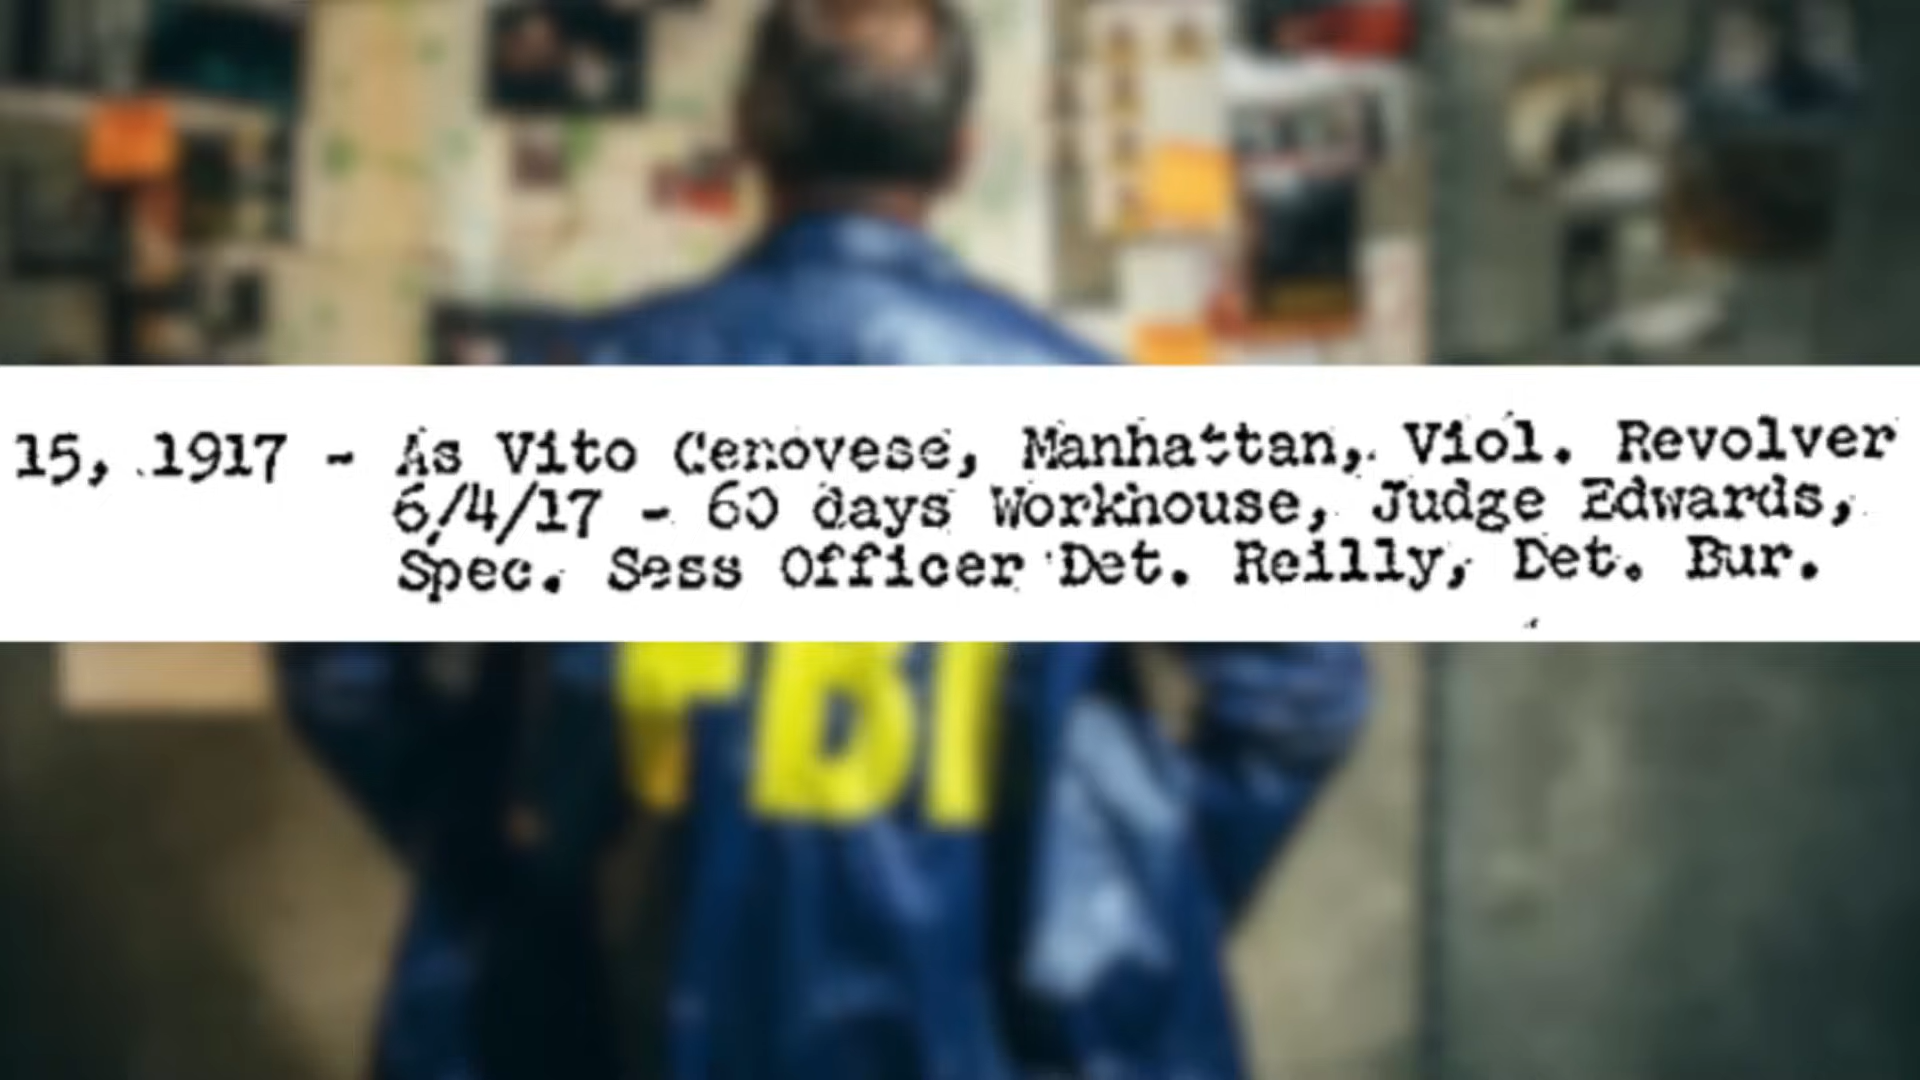 15, 1917 - As Vito Genovese, Manhattan, Viol. Revolver
6/4/17 - 60 days Workhouse, Judge Edwards,
Spec. Sess Officer Det. Reilly, Det. Bur.
FBI